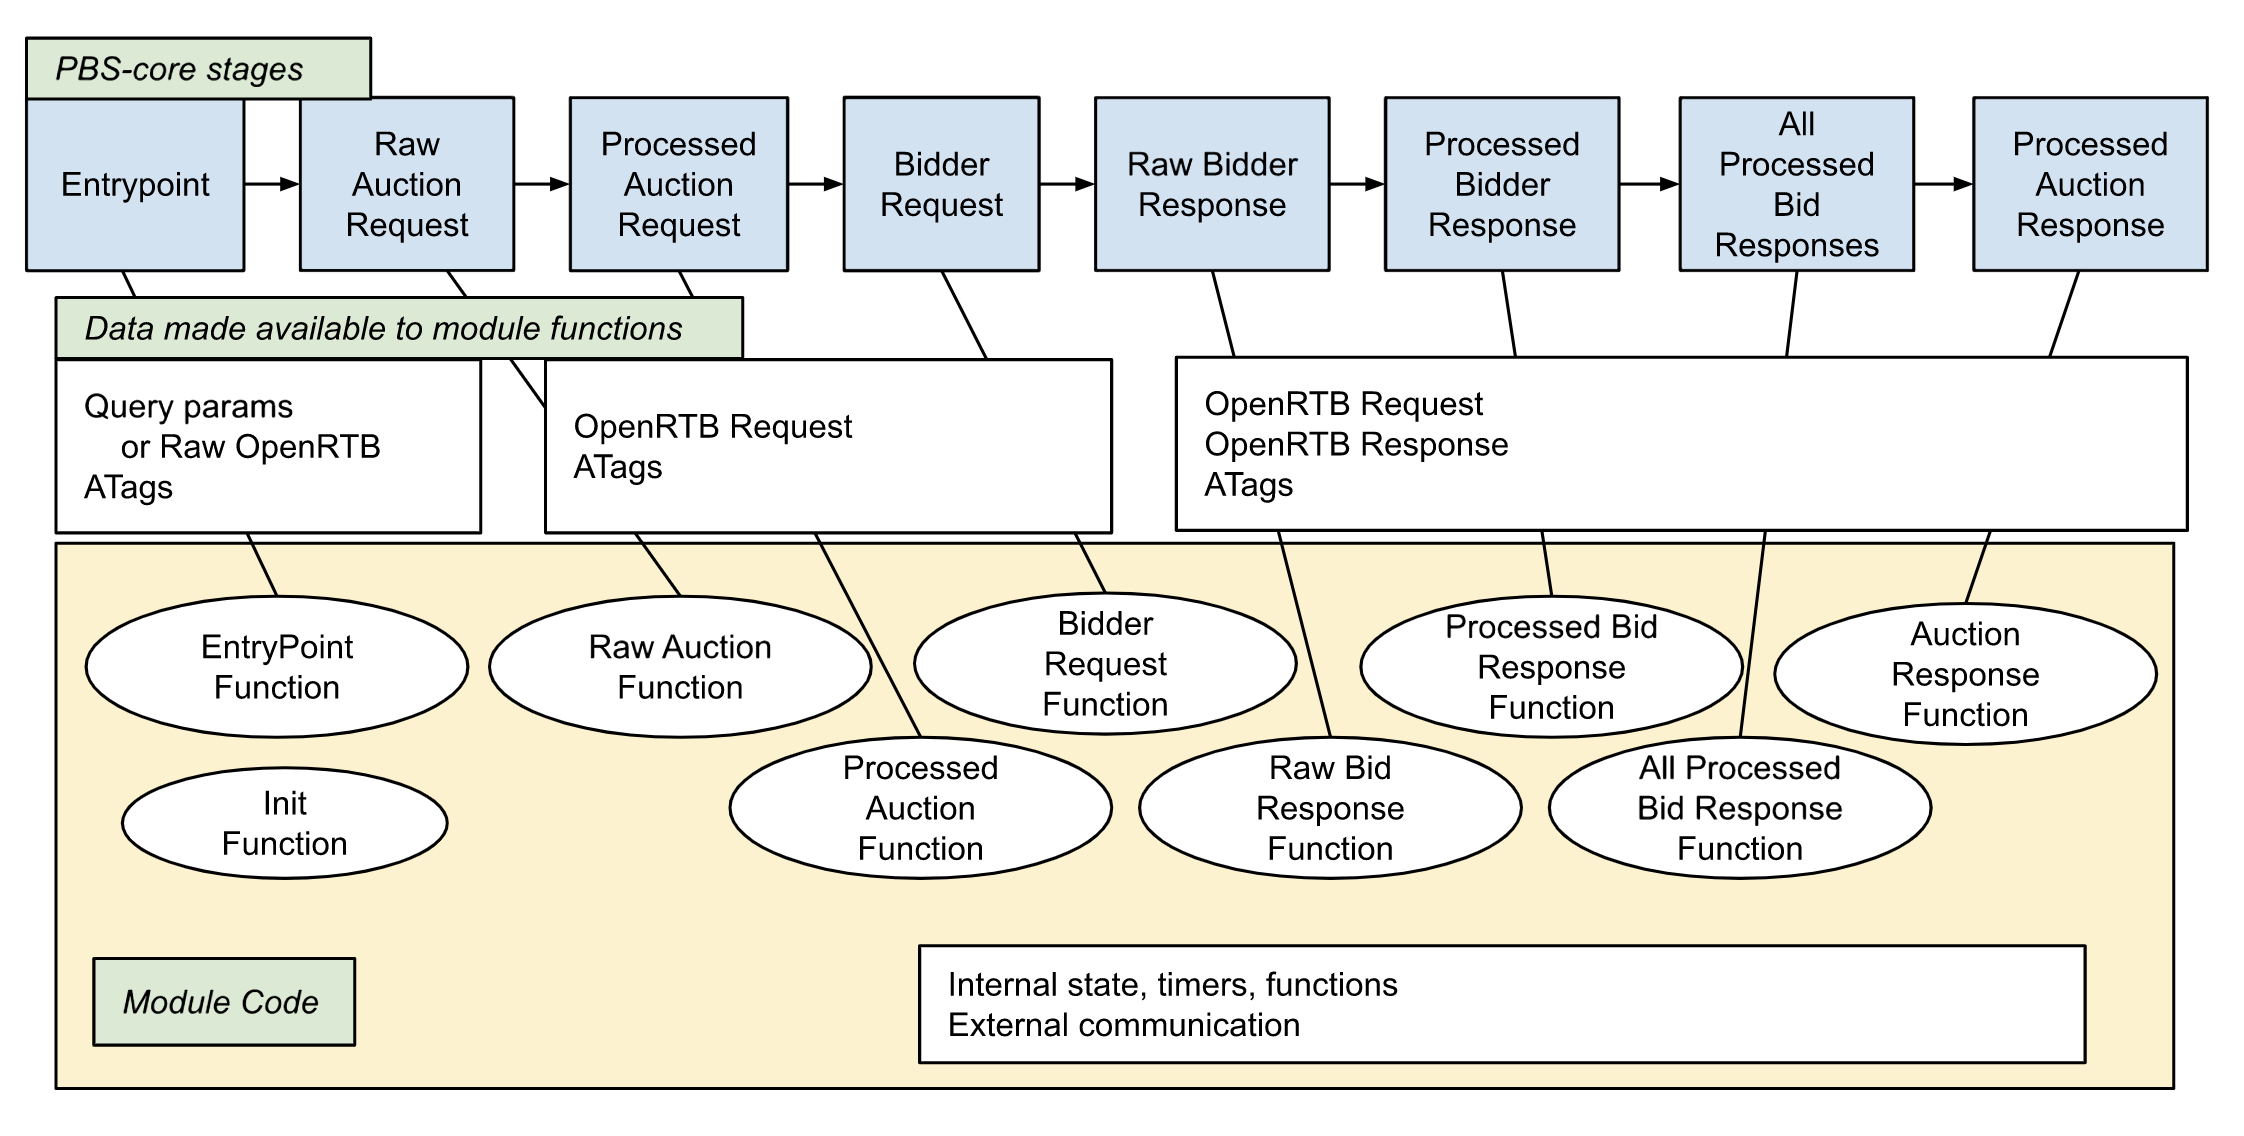 PBS-core stages
Entrypoint
Raw
Auction
Request
Processed
Auction
Request
Bidder
Request
Raw Bidder
Response
Processed
Bidder
Response
All
Processed
Bid
Responses
Processed
Auction
Response
Data made available to module functions
Query params
or Raw OpenRTB
ATags
OpenRTB Request
ATags
OpenRTB Request
OpenRTB Response
ATags
EntryPoint
Function
Raw Auction
Function
Bidder
Request
Function
Processed Bid
Response
Function
Auction
Response
Function
Init
Function
Processed
Auction
Function
Raw Bid
Response
Function
All Processed
Bid Response
Function
Module Code
Internal state, timers, functions
External communication